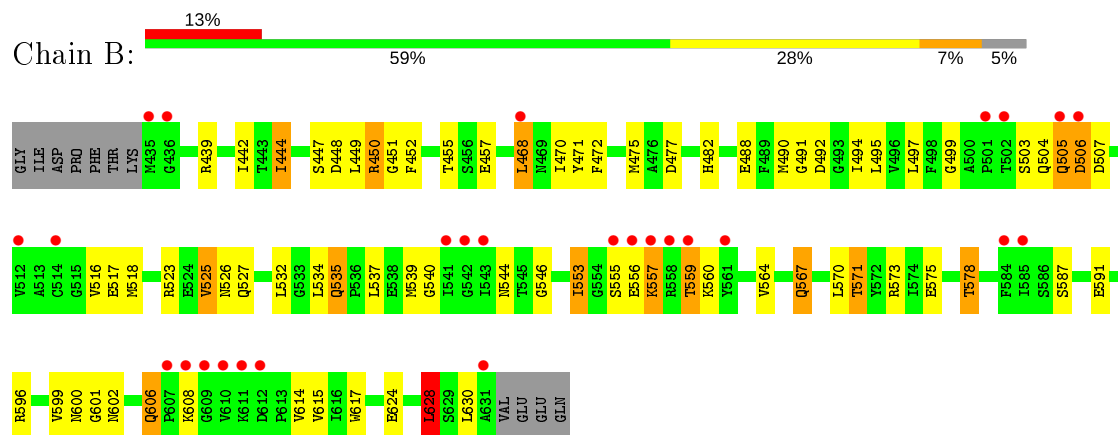 13%
Chain B:
59% 28% 7% 5%
GLY ILE ASP PRO PHE THR LYS M435 G436 R439 I442 T443 I444 S447 D448 L449 R450 G451 F452 T455 S456 E457 L468 N469 I470 Y471 F472 M475 A476 D477 H482 E488 F489 M490 G491 D492 G493 I494 L495 V496 L497 F498 G499 A500 P501 T502 S503 Q504 Q505 D506 D507
V512 A513 C514 G515 V516 E517 M518 R523 E524 V525 N526 Q527 L532 G533 L534 Q535 P536 L537 E538 M539 G540 I541 G542 I543 N544 T545 G546 I553 G554 S555 E556 K557 R558 T559 K560 Y561 V564 Q567 L570 T571 Y572 R573 I574 E575 T578 F584 I585 S586 S587 E591
R596 V599 N600 G601 N602 Q606 P607 K608 G609 V610 K611 D612 P613 V614 V615 I616 W617 E624 L628 S629 L630 A631 VAL GLU GLU GLN